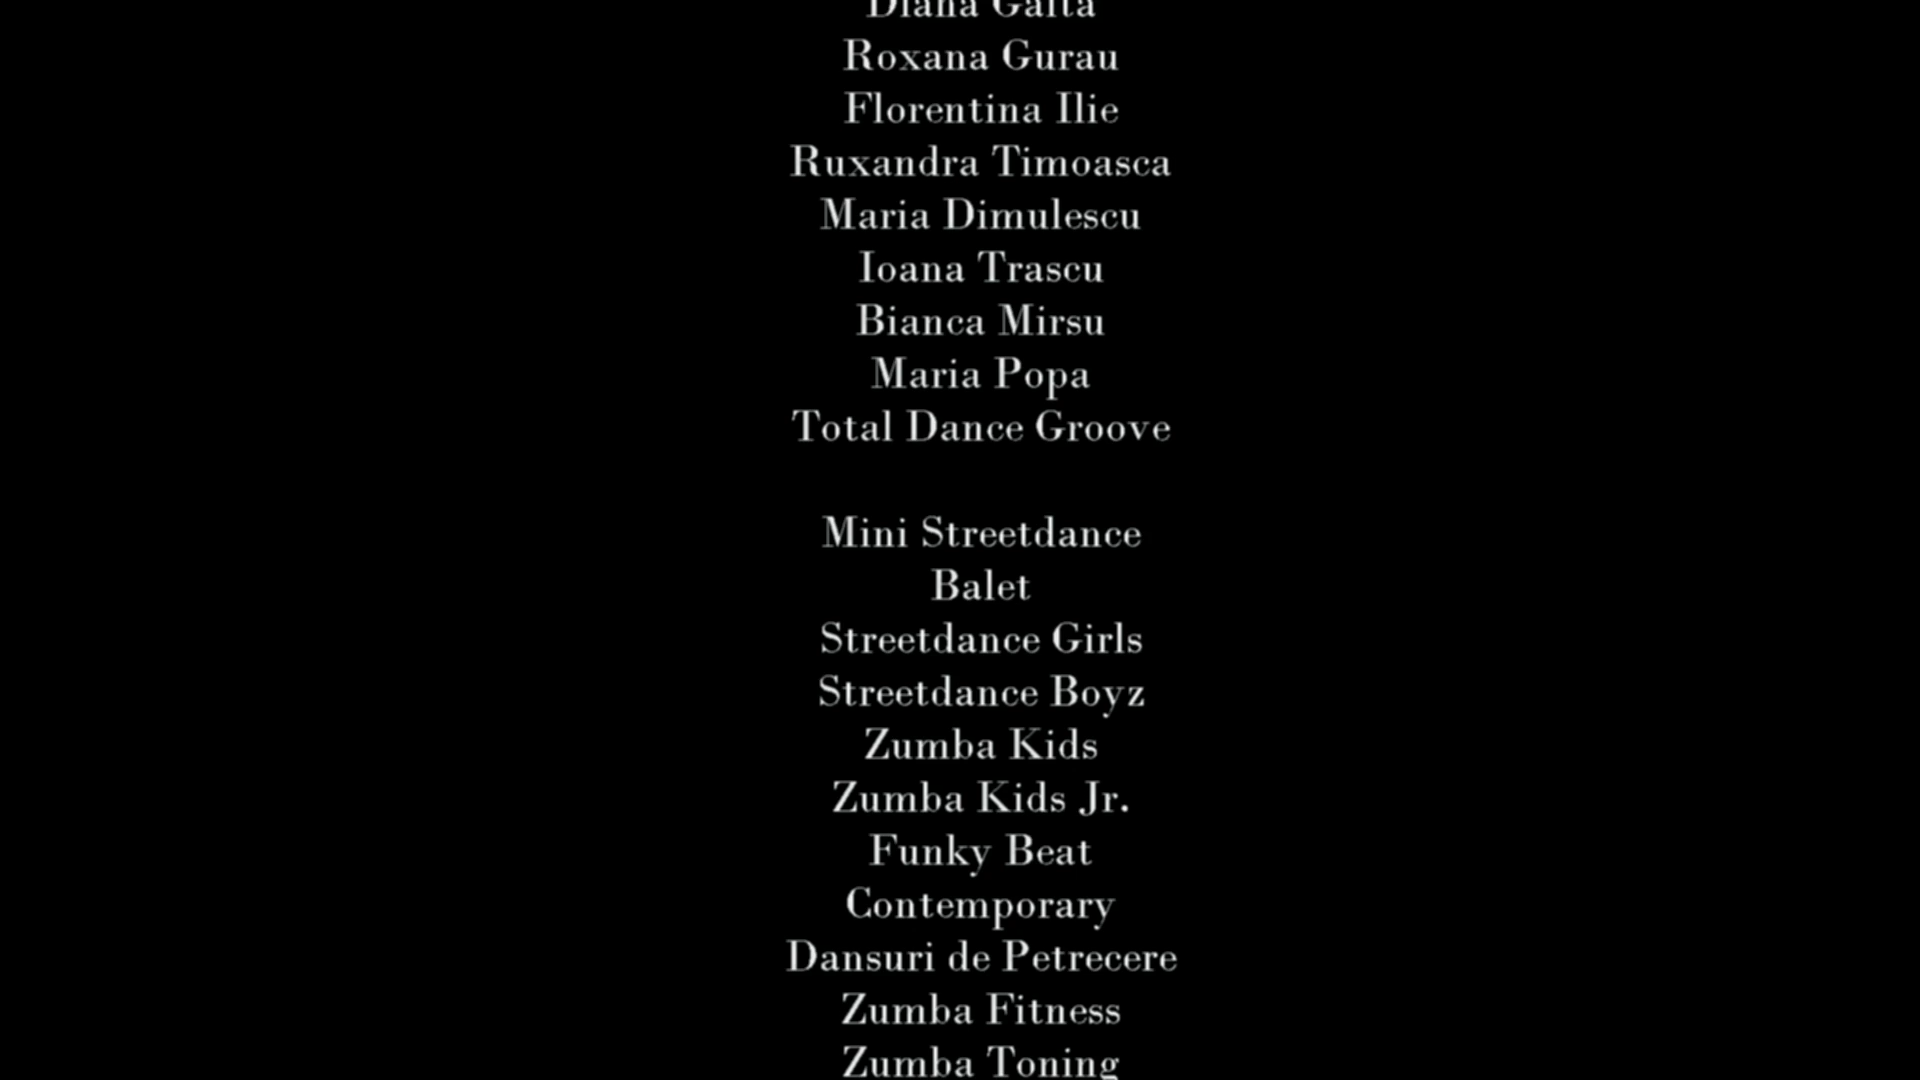 Diana Gaita
Roxana Gurau
Florentina Ilie
Ruxandra Timoasca
Maria Dimulescu
Ioana Trascu
Bianca Mirsu
Maria Popa
Total Dance Groove
Mini Streetdance
Balet
Streetdance Girls
Streetdance Boyz
Zumba Kids
Zumba Kids Jr.
Funky Beat
Contemporary
Dansuri de Petrecere
Zumba Fitness
Zumba Toning